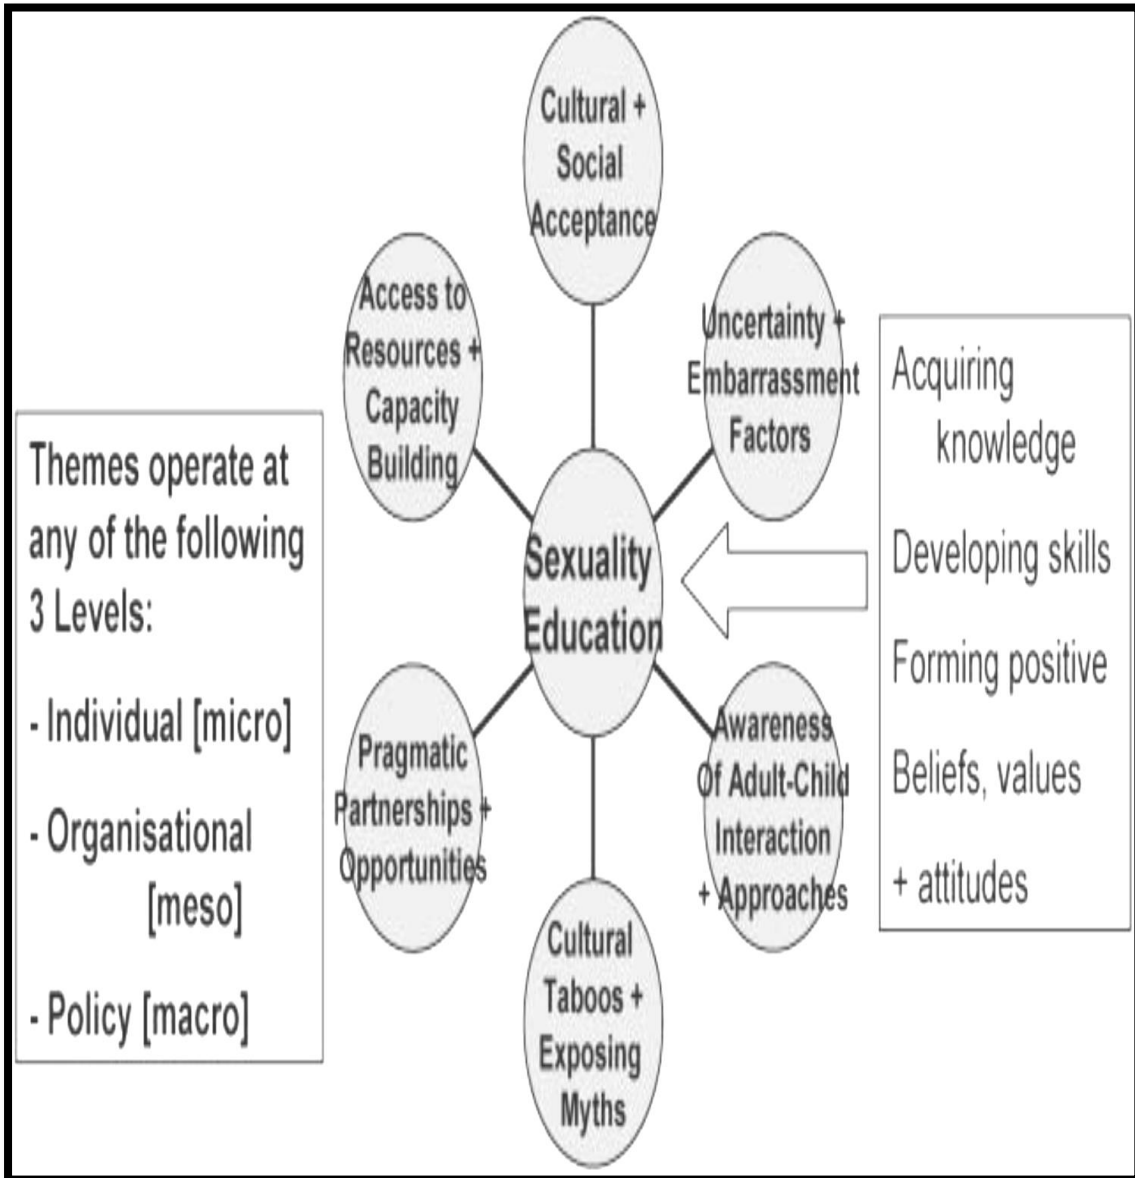 Cultural +
Social
Acceptance
Access to
Resources +
Capacity
Building
Uncertainty +
Embarrassment
Factors
Themes operate at
any of the following
3 Levels:
- Individual [micro]
- Organisational
[meso]
- Policy [macro]
Sexuality
Education
Acquiring
knowledge
Developing skills
Forming positive
Beliefs, values
+ attitudes
Pragmatic
Partnerships +
Opportunities
Awareness
Of Adult-Child
Interaction
+ Approaches
Cultural
Taboos +
Exposing
Myths